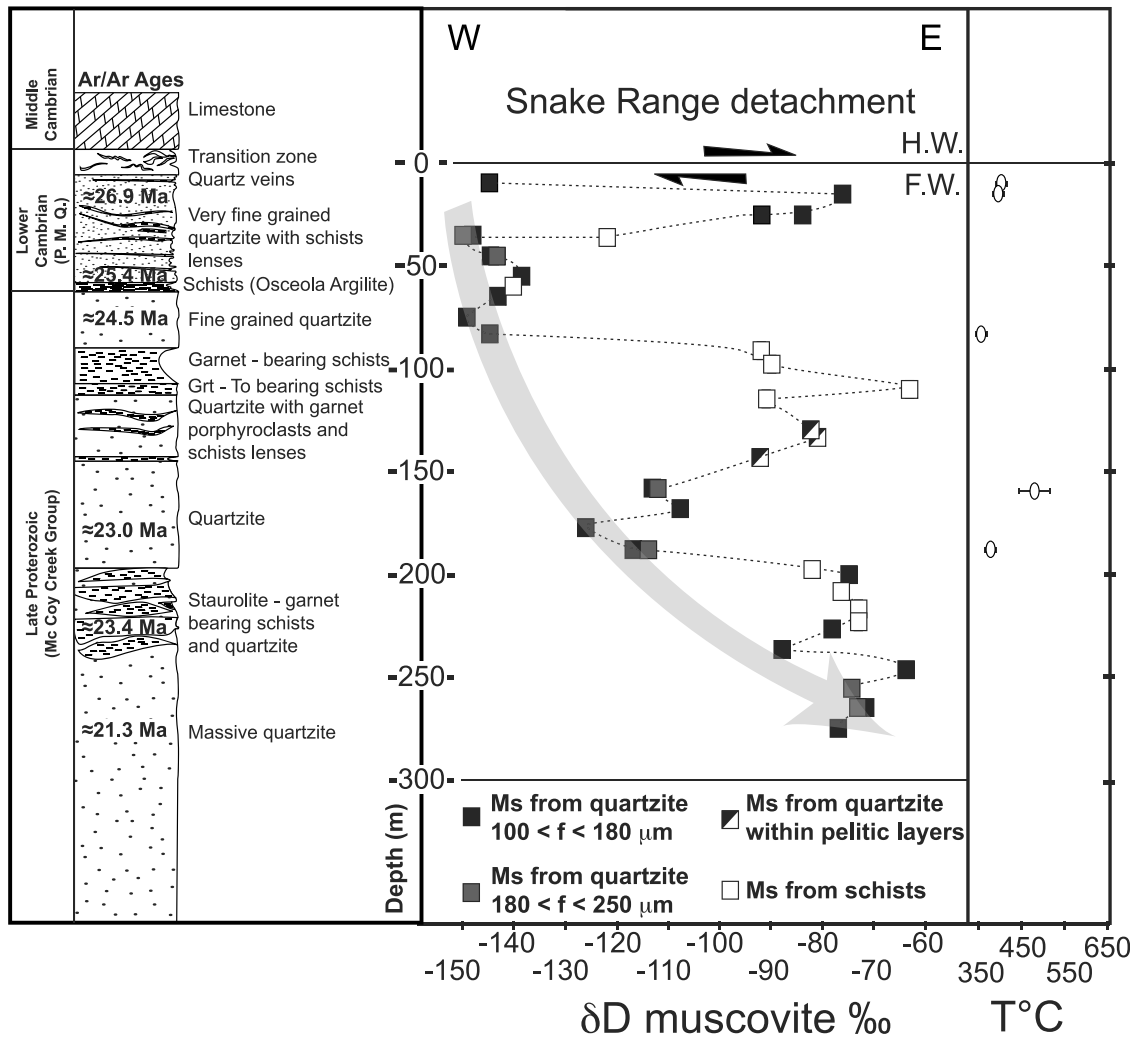 W
E
Ar/Ar Ages
Middle
Cambrian
Limestone
Snake Range detachment
H.W.
F.W.
Transition zone
Quartz veins
≈26.9 Ma
Very fine grained
quartzite with schists
lenses
Lower
Cambrian
(P. M. Q.)
≈25.4 Ma
Schists (Osceola Argilite)
≈24.5 Ma
Fine grained quartzite
Garnet - bearing schists
Grt - To bearing schists
Quartzite with garnet
porphyroclasts and
schists lenses
Late Proterozoic
(Mc Coy Creek Group)
≈23.0 Ma
Quartzite
≈23.4 Ma
Staurolite - garnet
bearing schists
and quartzite
≈21.3 Ma
Massive quartzite
0
-50
-100
-150
-200
-250
-300
Depth (m)
Ms from quartzite
100 < f < 180 μm
Ms from quartzite
within pelitic layers
Ms from quartzite
180 < f < 250 μm
Ms from schists
-140 -120 -100 -80 -60
-150 -130 -110 -90 -70
450 650
350 550
δD muscovite ‰
T°C